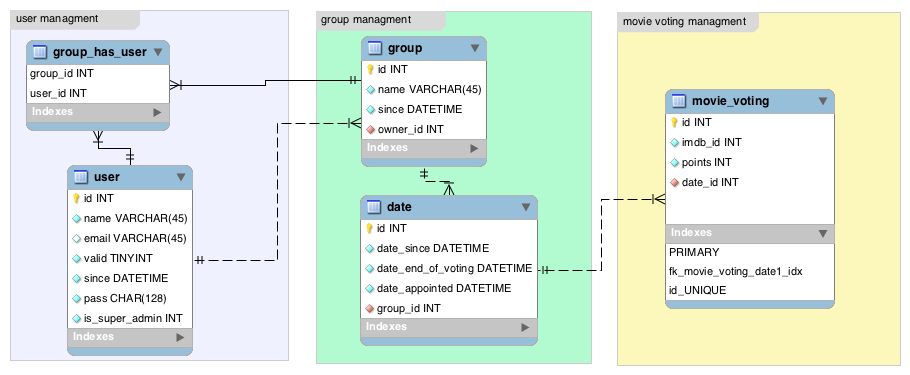 user managment
group_has_user
group_id INT
user_id INT
Indexes
user
id INT
name VARCHAR(45)
email VARCHAR(45)
valid TINYINT
since DATETIME
pass CHAR(128)
is_super_admin INT
Indexes
group managment
group
id INT
name VARCHAR(45)
since DATETIME
owner_id INT
Indexes
date
id INT
date_since DATETIME
date_end_of_voting DATETIME
date_appointed DATETIME
group_id INT
Indexes
movie voting managment
movie_voting
id INT
imdb_id INT
points INT
date_id INT
Indexes
PRIMARY
fk_movie_voting_date1_idx
id_UNIQUE